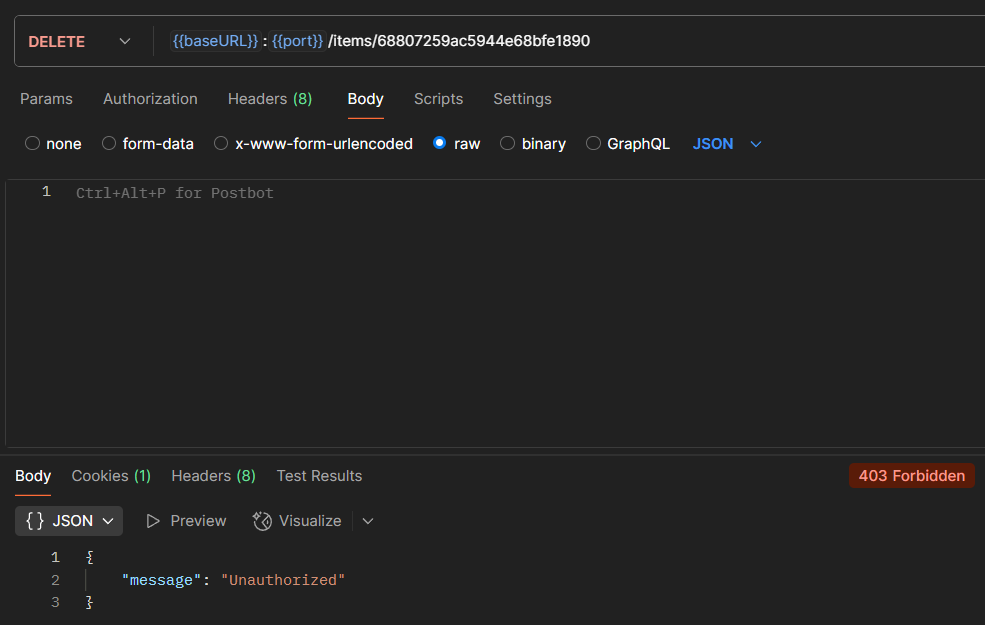 DELETE {{baseURL}} : {{port}} /items/68807259ac5944e68bfe1890
Params Authorization Headers (8) Body Scripts Settings
none form-data x-www-form-urlencoded raw binary GraphQL JSON
1 Ctrl+Alt+P for Postbot
Body Cookies (1) Headers (8) Test Results 403 Forbidden
{} JSON Preview Visualize
1 {
2 "message": "Unauthorized"
3 }